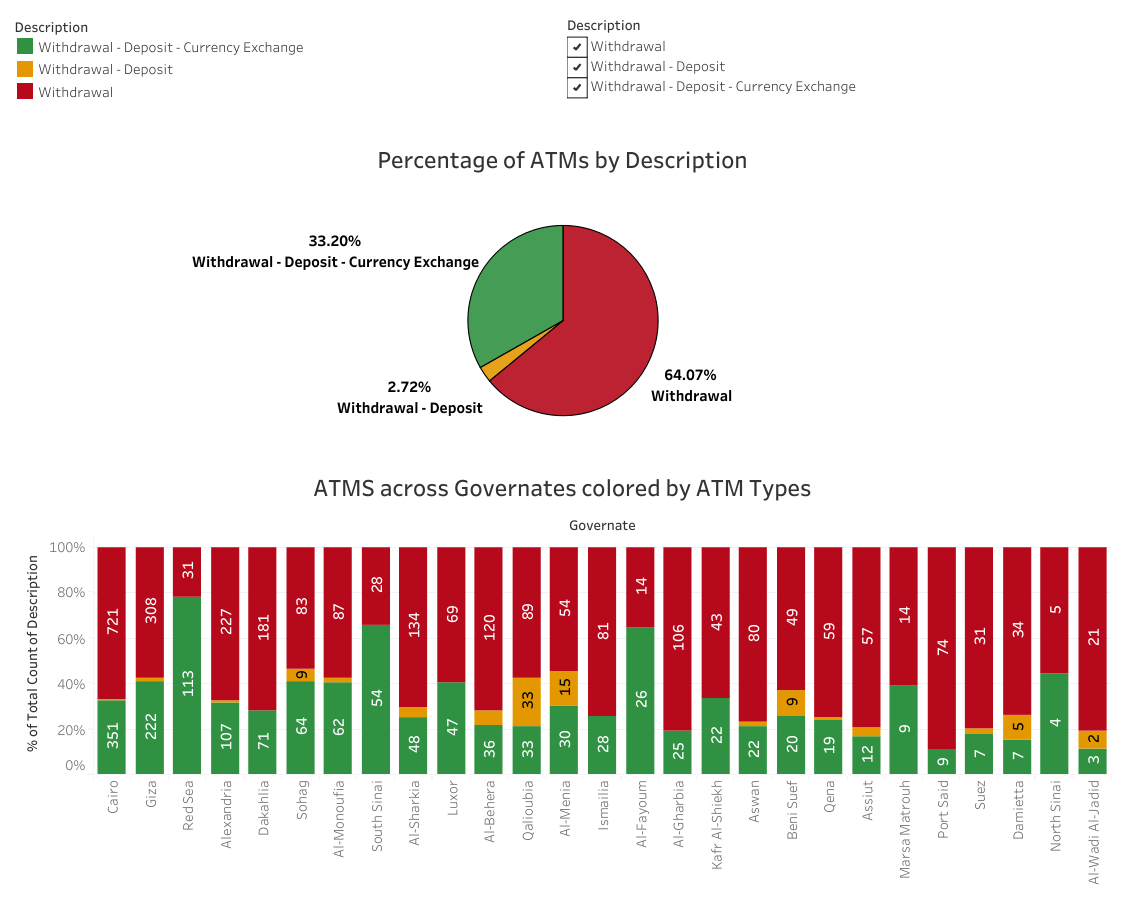 Description
Withdrawal - Deposit - Currency Exchange
Withdrawal - Deposit
Withdrawal
Description
Withdrawal
Withdrawal - Deposit
Withdrawal - Deposit - Currency Exchange
Percentage of ATMs by Description
33.20%
Withdrawal - Deposit - Currency Exchange
2.72%
Withdrawal - Deposit
64.07%
Withdrawal
ATMS across Governates colored by ATM Types
Governate
% of Total Count of Description
100%
80%
60%
40%
20%
0%
721 308 31 227 181 83 87 28 134 69 120 89 54 81 14 106 43 80 49 59 57 14 74 31 34 5 21
9 33 15 9 5 2
351 222 113 107 71 64 62 54 48 47 36 33 30 28 26 25 22 22 20 19 12 9 9 7 7 4 3
Cairo
Giza
Red Sea
Alexandria
Dakahlia
Sohag
Al-Monoufia
South Sinai
Al-Sharkia
Luxor
Al-Behera
Qalioubia
Al-Menia
Ismailia
Al-Fayoum
Al-Gharbia
Kafr Al-Shiekh
Aswan
Beni Suef
Qena
Assiut
Marsa Matrouh
Port Said
Suez
Damietta
North Sinai
Al-Wadi Al-Jadid